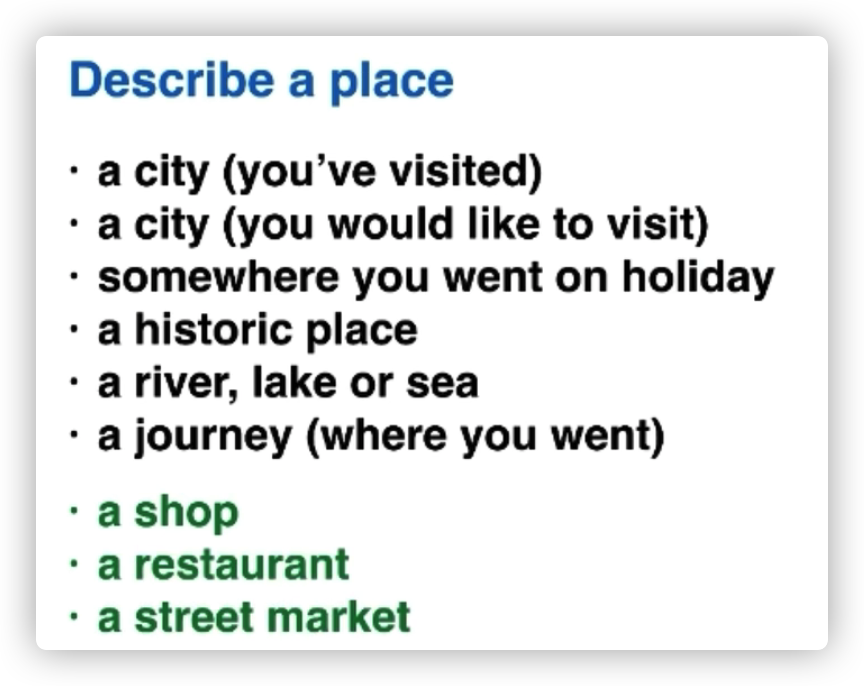 Describe a place
· a city (you’ve visited)
· a city (you would like to visit)
· somewhere you went on holiday
· a historic place
· a river, lake or sea
· a journey (where you went)
· a shop
· a restaurant
· a street market